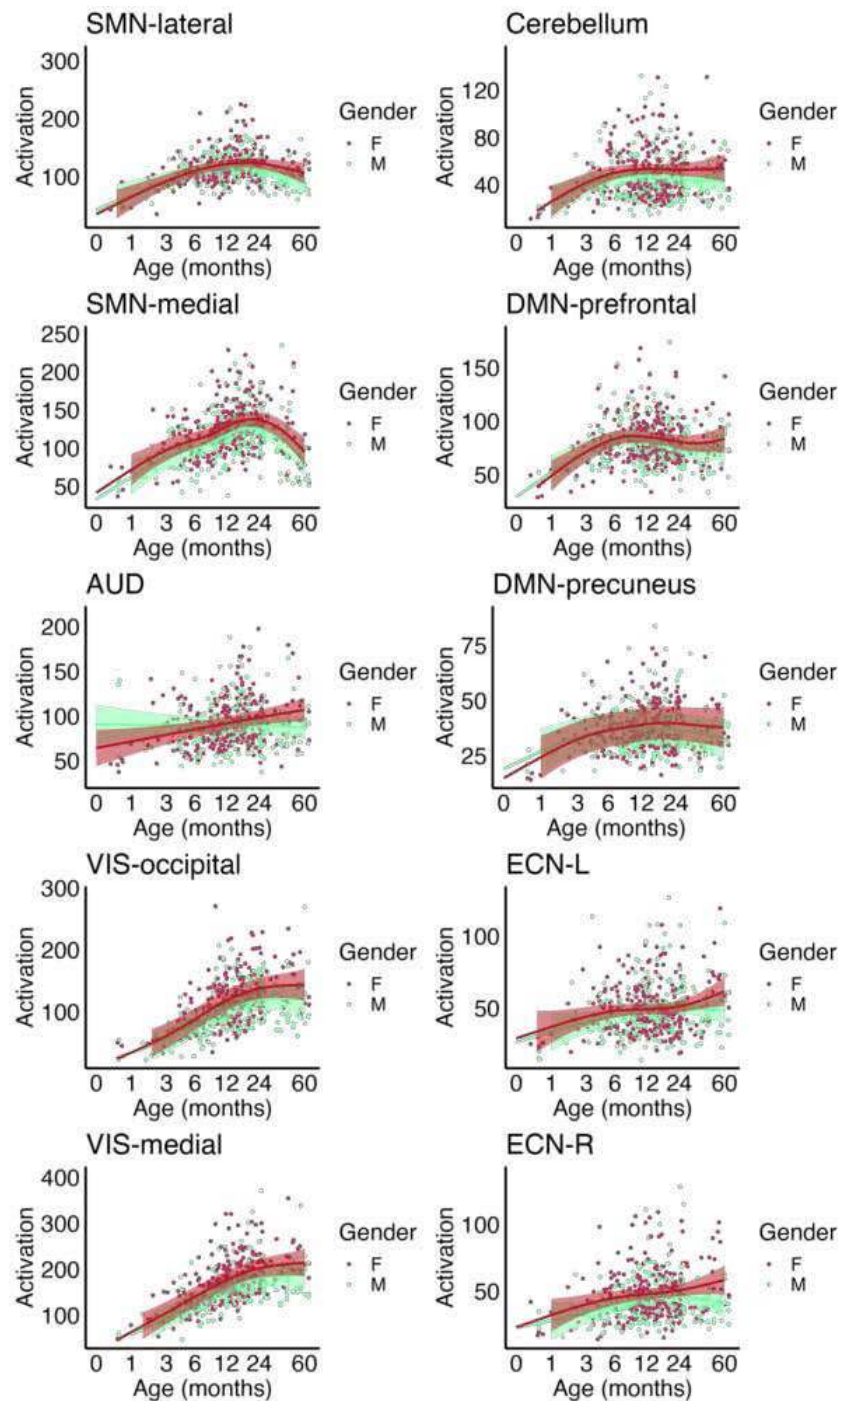 SMN-lateral
300
200
100
Activation
0 1 3 6 12 24 60
Age (months)
Gender
F
M
Cerebellum
120
80
40
Activation
0 1 3 6 12 24 60
Age (months)
Gender
F
M
SMN-medial
250
200
150
100
50
Activation
0 1 3 6 12 24 60
Age (months)
Gender
F
M
DMN-prefrontal
150
100
50
Activation
0 1 3 6 12 24 60
Age (months)
Gender
F
M
AUD
200
150
100
50
Activation
0 1 3 6 12 24 60
Age (months)
Gender
F
M
DMN-precuneus
75
50
25
Activation
0 1 3 6 12 24 60
Age (months)
Gender
F
M
VIS-occipital
300
200
100
Activation
0 1 3 6 12 24 60
Age (months)
Gender
F
M
ECN-L
100
50
Activation
0 1 3 6 12 24 60
Age (months)
Gender
F
M
VIS-medial
400
300
200
100
Activation
0 1 3 6 12 24 60
Age (months)
Gender
F
M
ECN-R
100
50
Activation
0 1 3 6 12 24 60
Age (months)
Gender
F
M